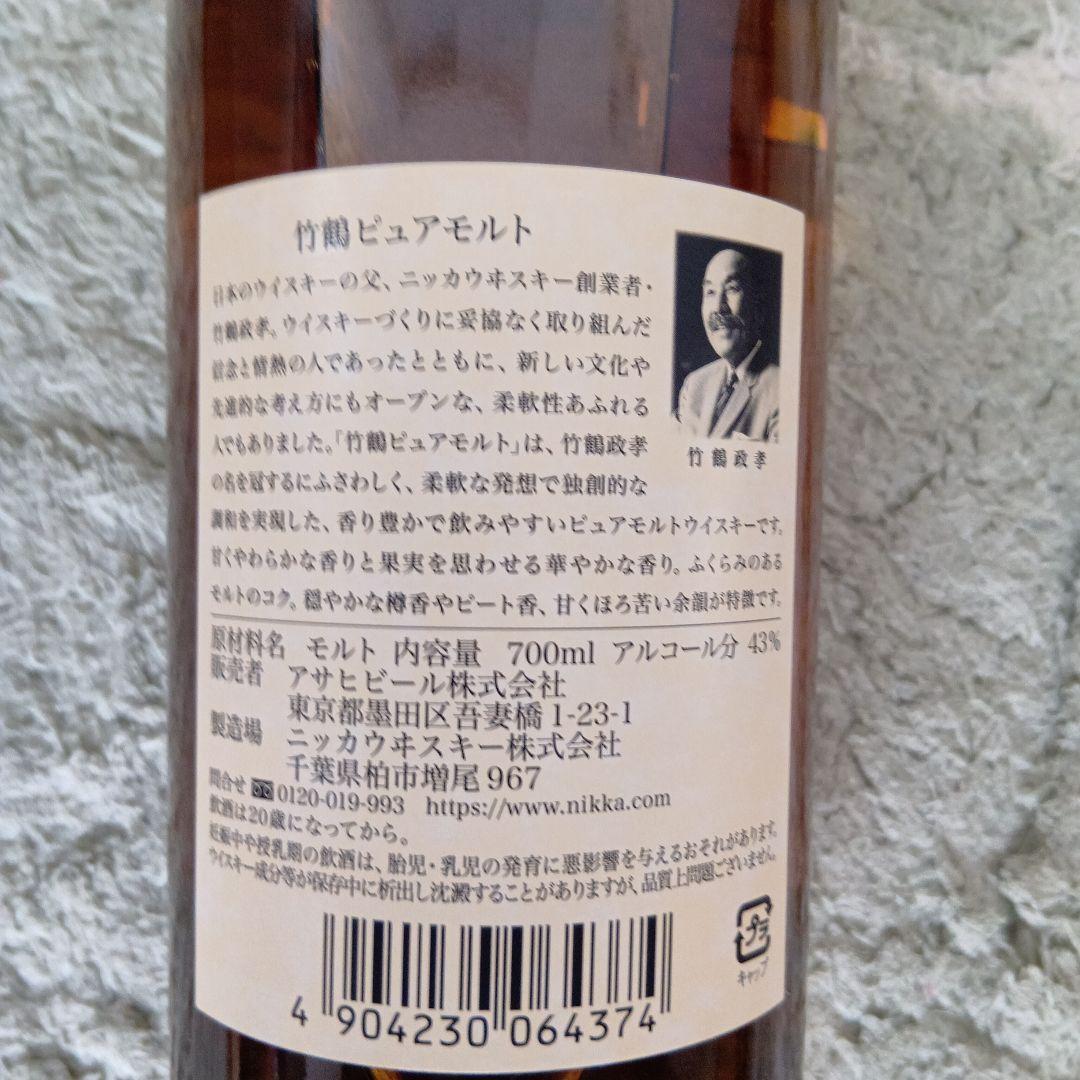 竹鶴ピュアモルト
日本のウイスキーの父、ニッカウヰスキー創業者・
竹鶴政孝。ウイスキーづくりに妥協なく取り組んだ
信念と情熱の人であったとともに、新しい文化や
先進的な考え方にもオープンな、柔軟性あふれる
人でもありました。「竹鶴ピュアモルト」は、竹鶴政孝
の名を冠するにふさわしく、柔軟な発想で独創的な
調和を実現した、香り豊かで飲みやすいピュアモルトウイスキーです。
甘くやわらかな香りと果実を思わせる華やかな香り。ふくらみのある
モルトのコク。穏やかな樽香やピート香、甘くほろ苦い余韻が特徴です。
竹鶴政孝
原材料名 モルト 内容量 700ml アルコール分 43%
販売者 アサヒビール株式会社
東京都墨田区吾妻橋1-23-1
製造場 ニッカウヰスキー株式会社
千葉県柏市増尾967
問合せ 0120-019-993 https://www.nikka.com
飲酒は20歳になってから。
妊娠中や授乳期の飲酒は、胎児・乳児の発育に悪影響を与えるおそれがあります。
ウイスキー成分等が保存中に析出し沈澱することがありますが、品質上問題ございません。
プラ
キャップ
4 904230 064374